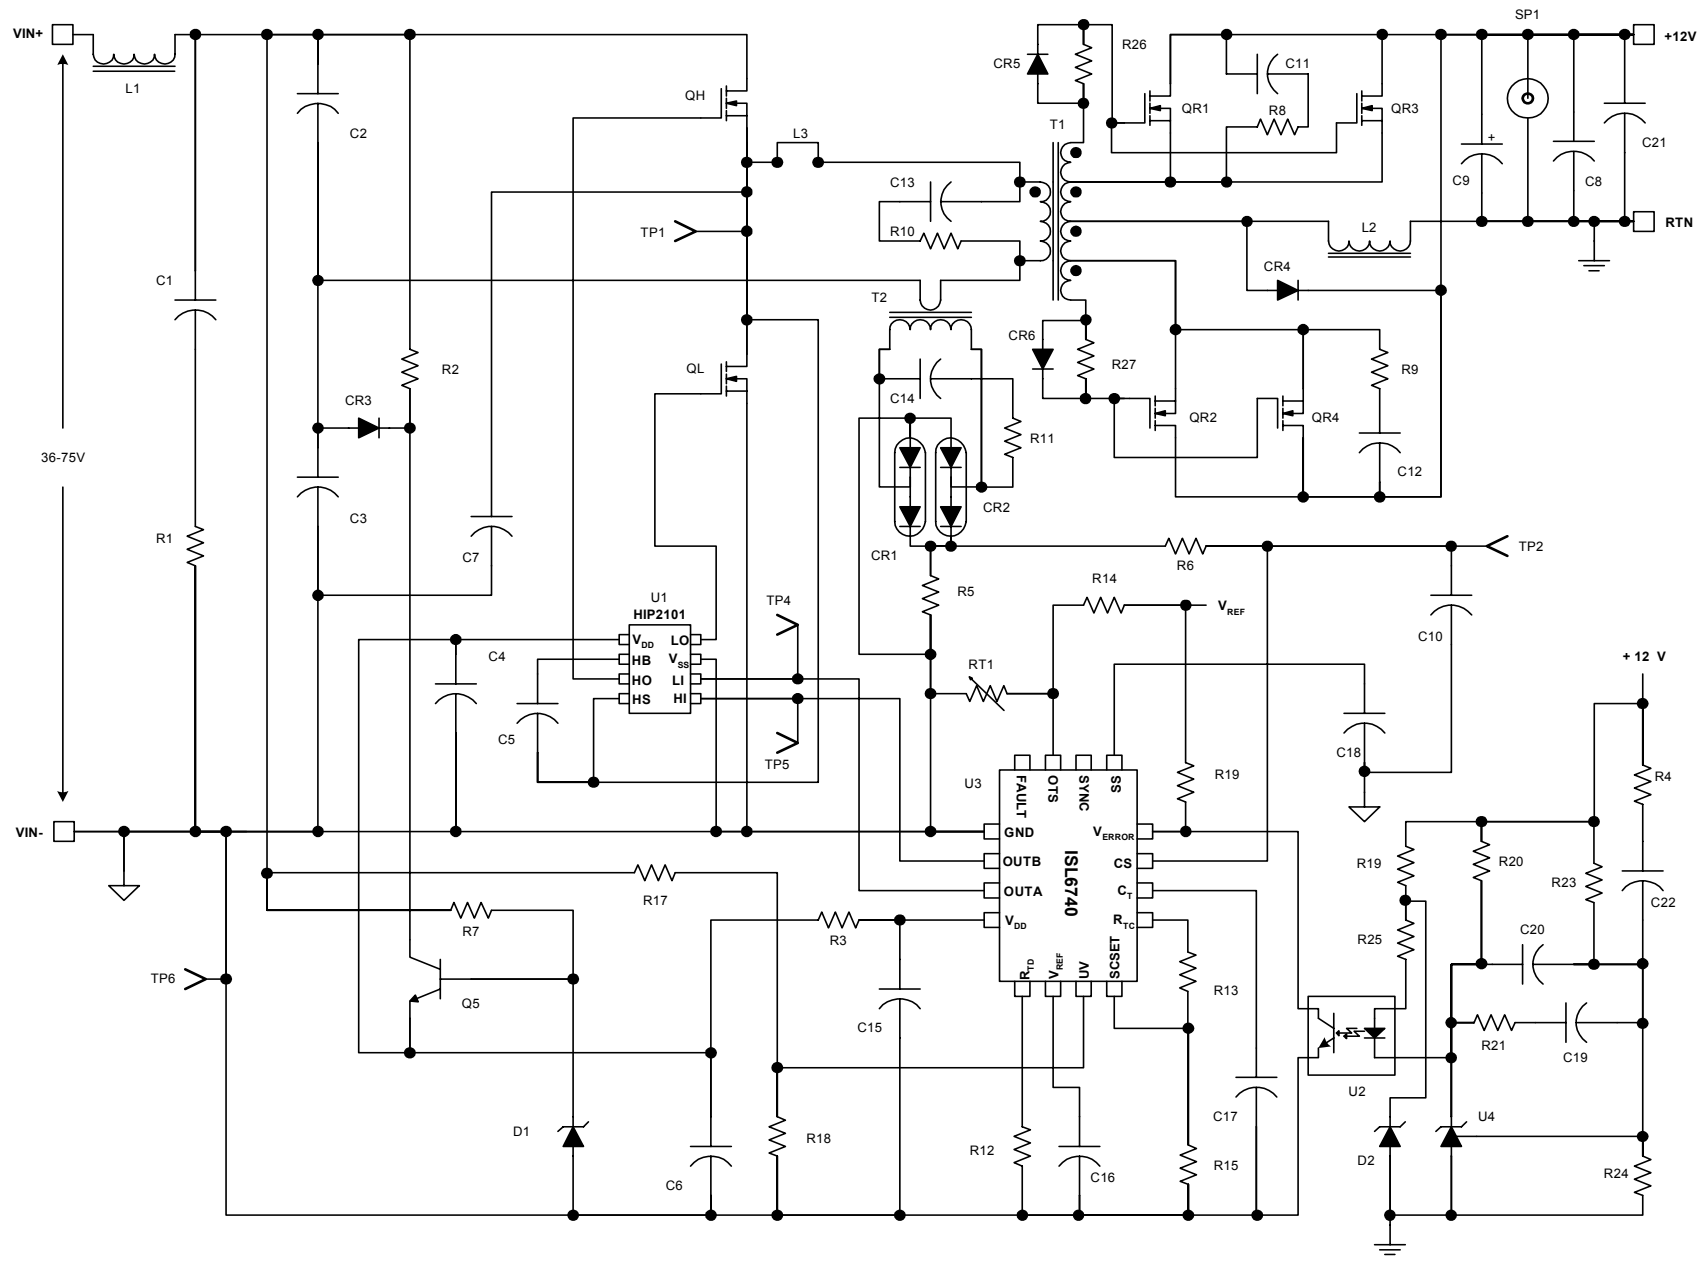 VIN+
L1
C2
36-75V
C1
R1
CR3
R2
C3
C7
QH
QL
L3
TP1
C13
R10
T2
C14
R11
CR1
CR2
T1
CR5
R26
QR1
C11
R8
QR3
SP1
+12V
C9
+
C8
C21
RTN
L2
CR4
CR6
R27
QR2
QR4
R9
C12
R6
TP2
R5
R14
VREF
C10
RT1
C18
R19
U1
HIP2101
VDD
HB
HO
HS
LO
VSS
LI
HI
TP4
TP5
C4
C5
VIN-
TP6
R17
R7
Q5
D1
C6
R18
R3
C15
U3
ISL6740
FAULT
OTS
SYNC
SS
GND
OUTB
OUTA
VDD
VERROR
CS
CT
RTC
RTD
VREF
UV
SCSET
R12
C16
R13
R15
C17
+ 12 V
R4
C22
R19
R20
R23
R25
C20
R21
C19
U2
D2
U4
R24